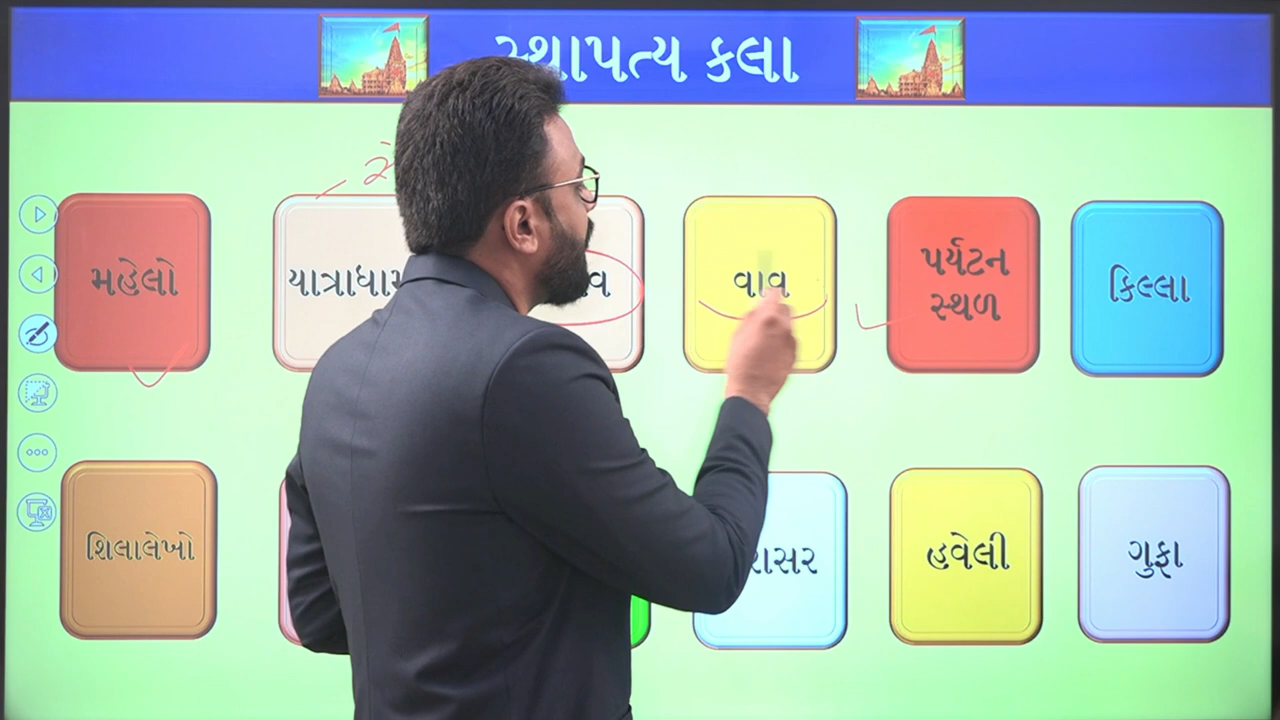 સ્થાપત્ય કલા
મહેલો
વાવ
પર્યટન
સ્થળ
કિલ્લા
શિલાલેખો
હવેલી
ગુફા